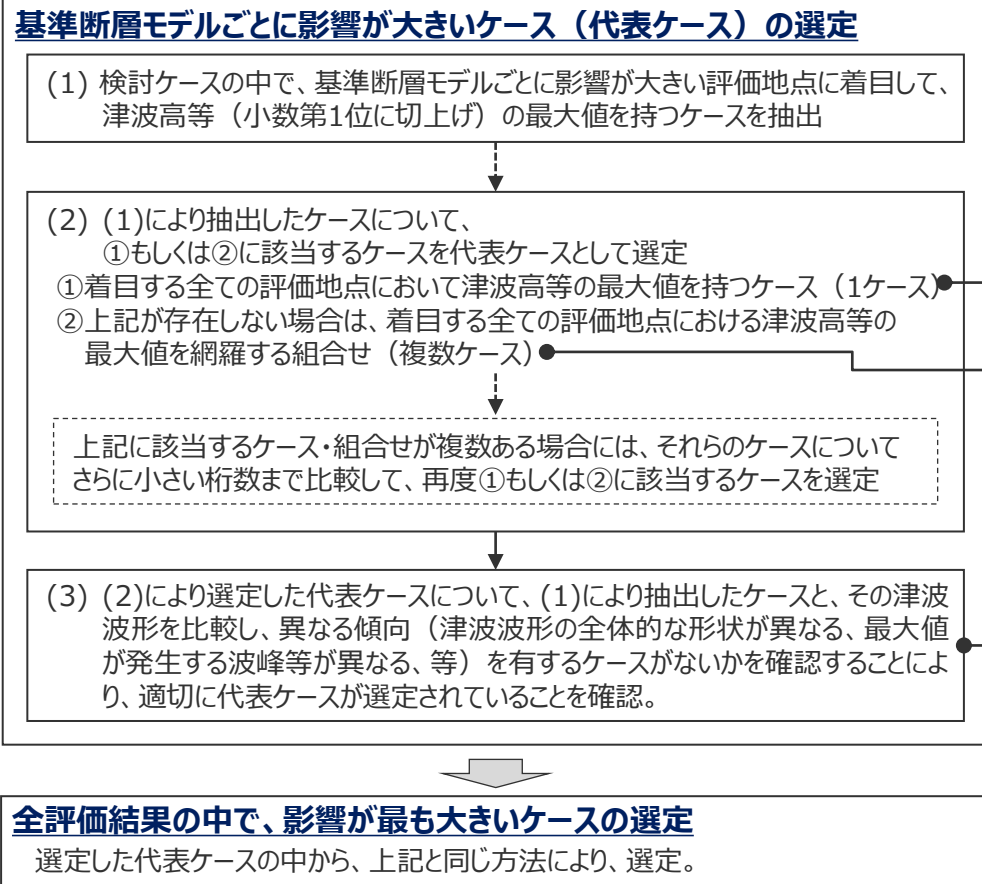 基準断層モデルごとに影響が大きいケース（代表ケース）の選定
(1) 検討ケースの中で、基準断層モデルごとに影響が大きい評価地点に着目して、
津波高等（小数第1位に切上げ）の最大値を持つケースを抽出
(2) (1)により抽出したケースについて、
①もしくは②に該当するケースを代表ケースとして選定
①着目する全ての評価地点において津波高等の最大値を持つケース（1ケース）
②上記が存在しない場合は、着目する全ての評価地点における津波高等の
最大値を網羅する組合せ（複数ケース）
上記に該当するケース・組合せが複数ある場合には、それらのケースについて
さらに小さい桁数まで比較して、再度①もしくは②に該当するケースを選定
(3) (2)により選定した代表ケースについて、(1)により抽出したケースと、その津波
波形を比較し、異なる傾向（津波波形の全体的な形状が異なる、最大値
が発生する波峰等が異なる、等）を有するケースがないかを確認することによ
り、適切に代表ケースが選定されていることを確認。
全評価結果の中で、影響が最も大きいケースの選定
選定した代表ケースの中から、上記と同じ方法により、選定。